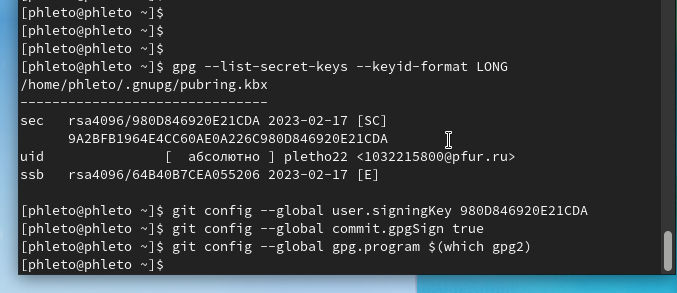 [phleto@phleto ~]$
[phleto@phleto ~]$
[phleto@phleto ~]$
[phleto@phleto ~]$ gpg --list-secret-keys --keyid-format LONG
/home/phleto/.gnupg/pubring.kbx
-------------------------------
sec   rsa4096/980D846920E21CDA 2023-02-17 [SC]
      9A2BFB1964E4CC60AE0A226C980D846920E21CDA
uid              [  абсолютно ] pletho22 <1032215800@pfur.ru>
ssb   rsa4096/64B40B7CEA055206 2023-02-17 [E]
[phleto@phleto ~]$ git config --global user.signingKey 980D846920E21CDA
[phleto@phleto ~]$ git config --global commit.gpgSign true
[phleto@phleto ~]$ git config --global gpg.program $(which gpg2)
[phleto@phleto ~]$